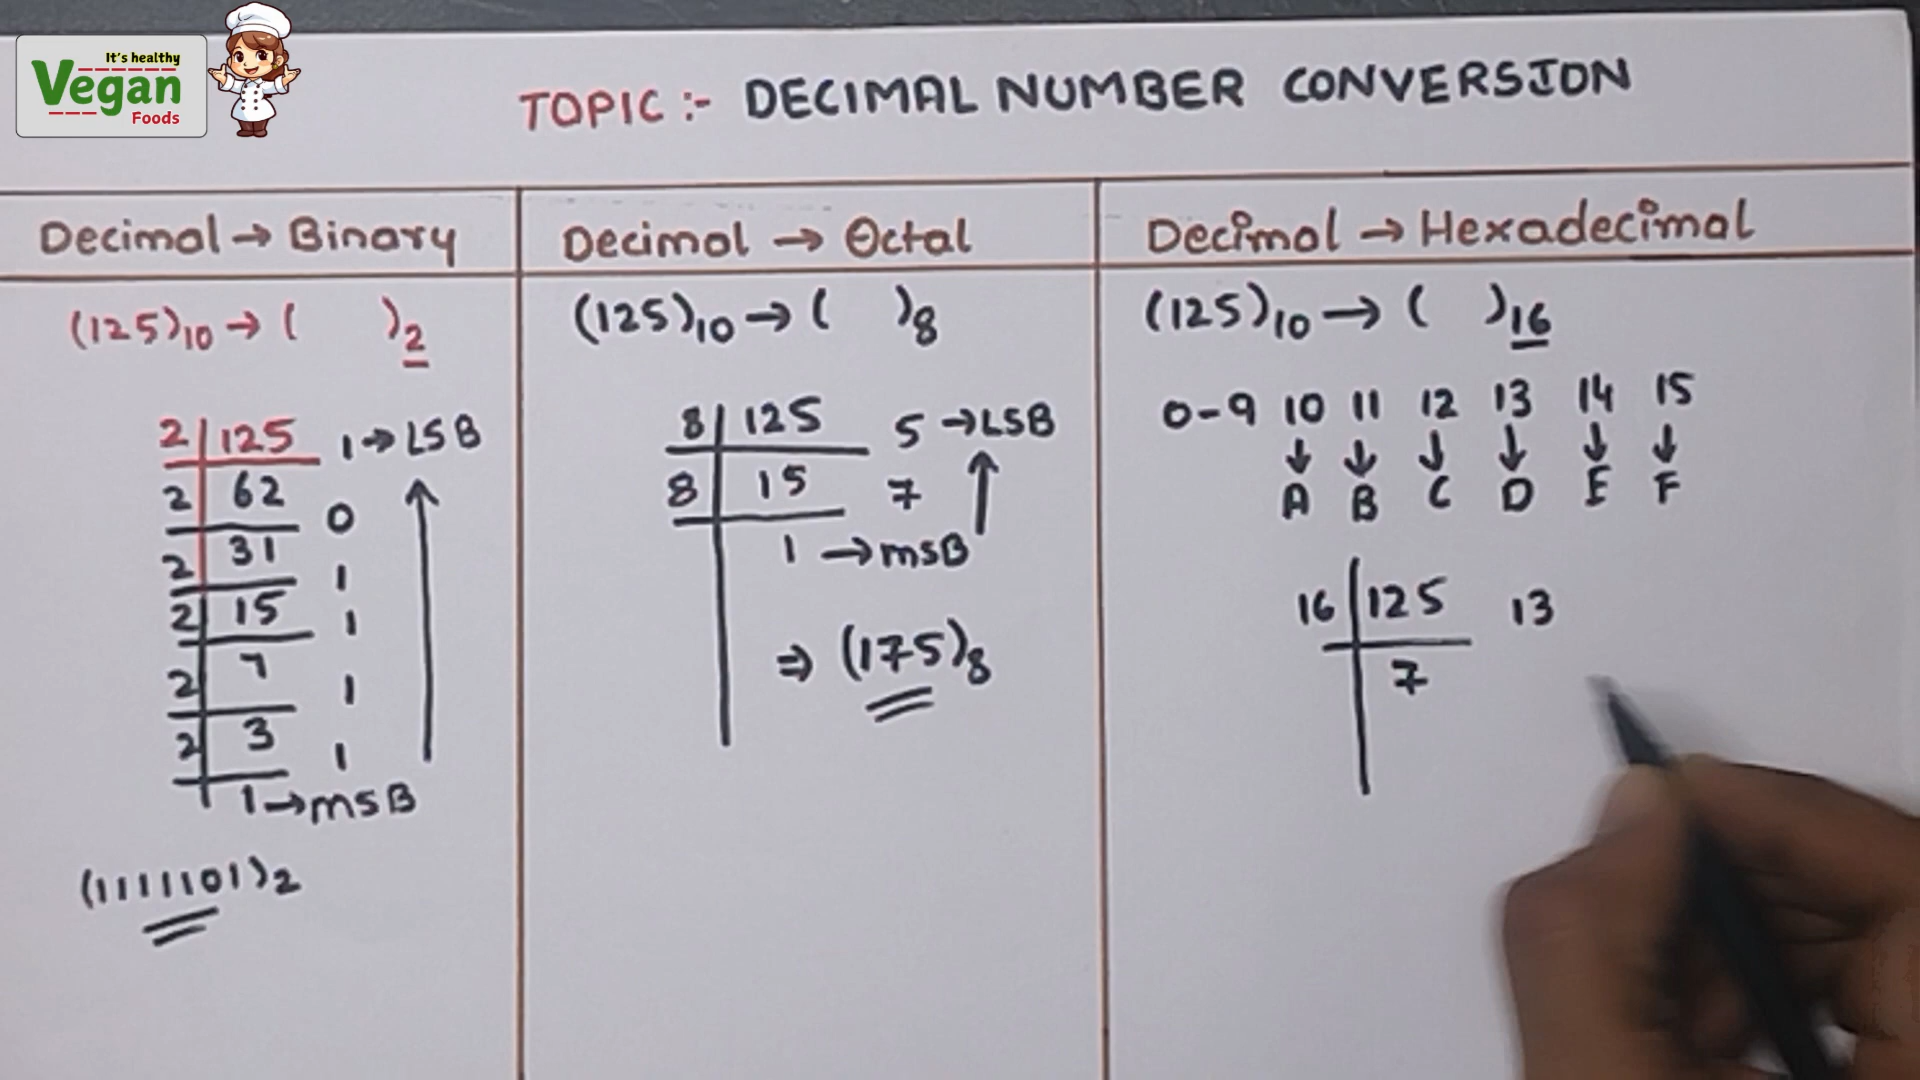 It's healthy
Vegan
Foods
TOPIC :- DECIMAL NUMBER CONVERSION
Decimal → Binary
(125)10 → ( )2
2 125 1 → LSB
2 62 0
2 31 1
2 15 1
2 7 1
2 3 1
1 → MSB
(1111101)2
Decimal → Octal
(125)10 → ( )8
8 125 5 → LSB
8 15 7
1 → MSB
⇒ (175)8
Decimal → Hexadecimal
(125)10 → ( )16
0-9 10 11 12 13 14 15
↓ ↓ ↓ ↓ ↓ ↓
A B C D E F
16 125 13
7